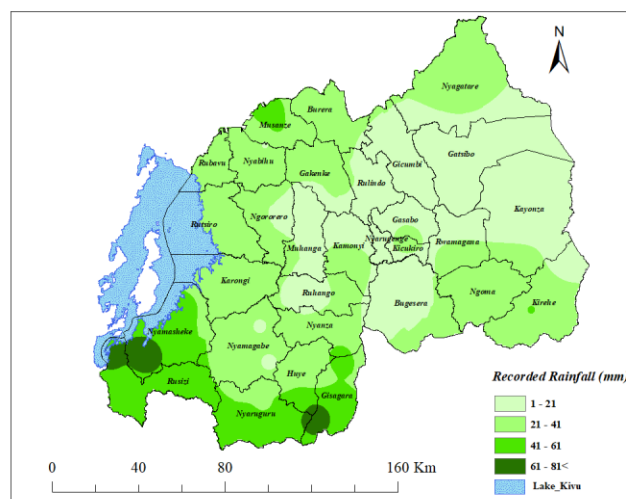 N
Nyagatare
Burera
Musanze
Rubavu
Nyabihu
Gakenke
Rulindo
Gicumbi
Gatsibo
Kayonza
Rutsiro
Ngororero
Muhanga
Kamonyi
Gasabo
Nyarugenge
Kicukiro
Rwamagana
Karongi
Ruhango
Bugesera
Ngoma
Kirehe
Nyamasheke
Nyamagabe
Nyanza
Huye
Rusizi
Nyaruguru
Gisagara
Recorded Rainfall (mm)
1 - 21
21 - 41
41 - 61
61 - 81<
Lake_Kivu
0 40 80 160 Km